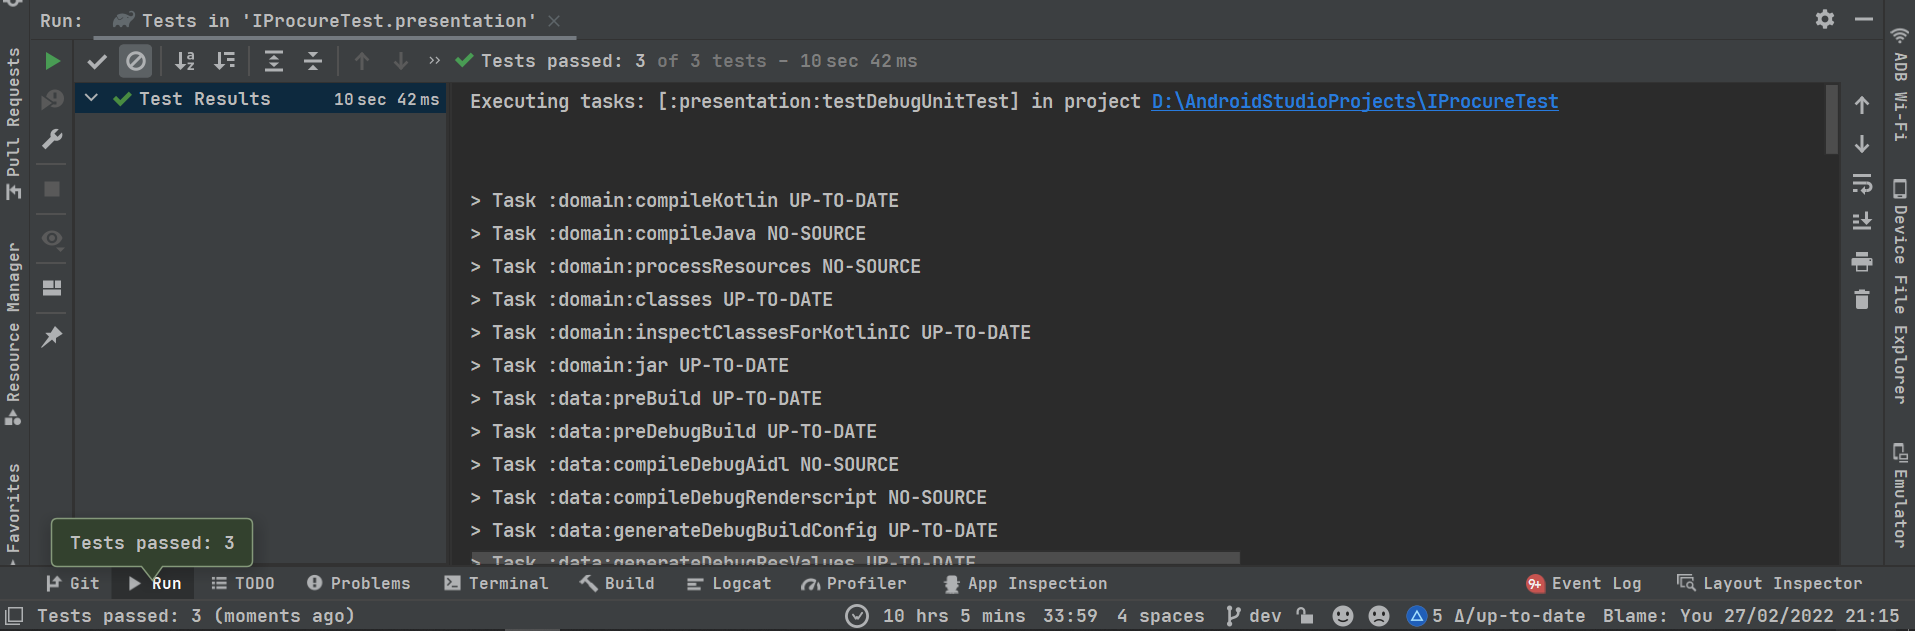 Run: Tests in 'IProcureTest.presentation'
Tests passed: 3 of 3 tests – 10 sec 42 ms
Test Results 10 sec 42 ms
Executing tasks: [:presentation:testDebugUnitTest] in project D:\AndroidStudioProjects\IProcureTest
> Task :domain:compileKotlin UP-TO-DATE
> Task :domain:compileJava NO-SOURCE
> Task :domain:processResources NO-SOURCE
> Task :domain:classes UP-TO-DATE
> Task :domain:inspectClassesForKotlinIC UP-TO-DATE
> Task :domain:jar UP-TO-DATE
> Task :data:preBuild UP-TO-DATE
> Task :data:preDebugBuild UP-TO-DATE
> Task :data:compileDebugAidl NO-SOURCE
> Task :data:compileDebugRenderscript NO-SOURCE
> Task :data:generateDebugBuildConfig UP-TO-DATE
> Task :data:generateDebugResValues UP-TO-DATE
Pull Requests
Resource Manager
Favorites
ADB Wi-Fi
Device File Explorer
Emulator
Tests passed: 3
Git Run TODO Problems Terminal Build Logcat Profiler App Inspection 9+ Event Log Layout Inspector
Tests passed: 3 (moments ago) 10 hrs 5 mins 33:59 4 spaces dev 5 Δ/up-to-date Blame: You 27/02/2022 21:15